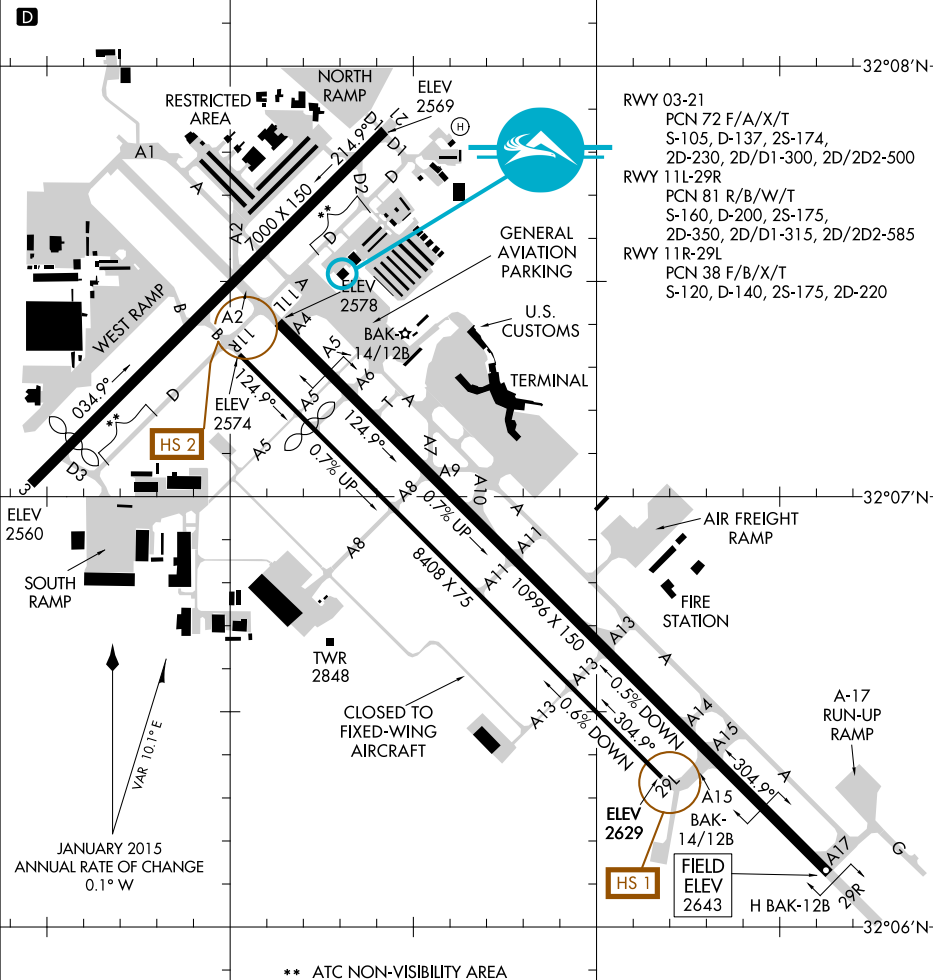 D
32°08'N
NORTH
RAMP
ELEV
2569
RESTRICTED
AREA
RWY 03-21
PCN 72 F/A/X/T
S-105, D-137, 2S-174,
2D-230, 2D/D1-300, 2D/2D2-500
RWY 11L-29R
PCN 81 R/B/W/T
S-160, D-200, 2S-175,
2D-350, 2D/D1-315, 2D/2D2-585
RWY 11R-29L
PCN 38 F/B/X/T
S-120, D-140, 2S-175, 2D-220
21
D1
D1
H
A1
214.9°
A
D2
D
7000 X 150
**
A2
D
GENERAL
AVIATION
PARKING
ELEV
2578
A
11L
A4
U.S.
CUSTOMS
BAK-
14/12B
WEST RAMP
B
A2
B
11R
A5
A6
TERMINAL
034.9°
D
**
ELEV
2574
124.9°
A5
T
A
HS 2
124.9°
D3
3
A5
0.7% UP
A7
A9
A8
A10
0.7% UP
A
32°07'N
ELEV
2560
AIR FREIGHT
RAMP
A8
A11
8408 X 75
A11
10996 X 150
SOUTH
RAMP
FIRE
STATION
A13
TWR
2848
A
A13
A13
0.5% DOWN
0.6% DOWN
304.9°
A14
A15
A-17
RUN-UP
RAMP
CLOSED TO
FIXED-WING
AIRCRAFT
VAR 10.1° E
304.9°
A
29L
A15
ELEV
2629
BAK-
14/12B
JANUARY 2015
ANNUAL RATE OF CHANGE
0.1° W
A17
G
HS 1
FIELD
ELEV
2643
29R
H BAK-12B
32°06'N
** ATC NON-VISIBILITY AREA